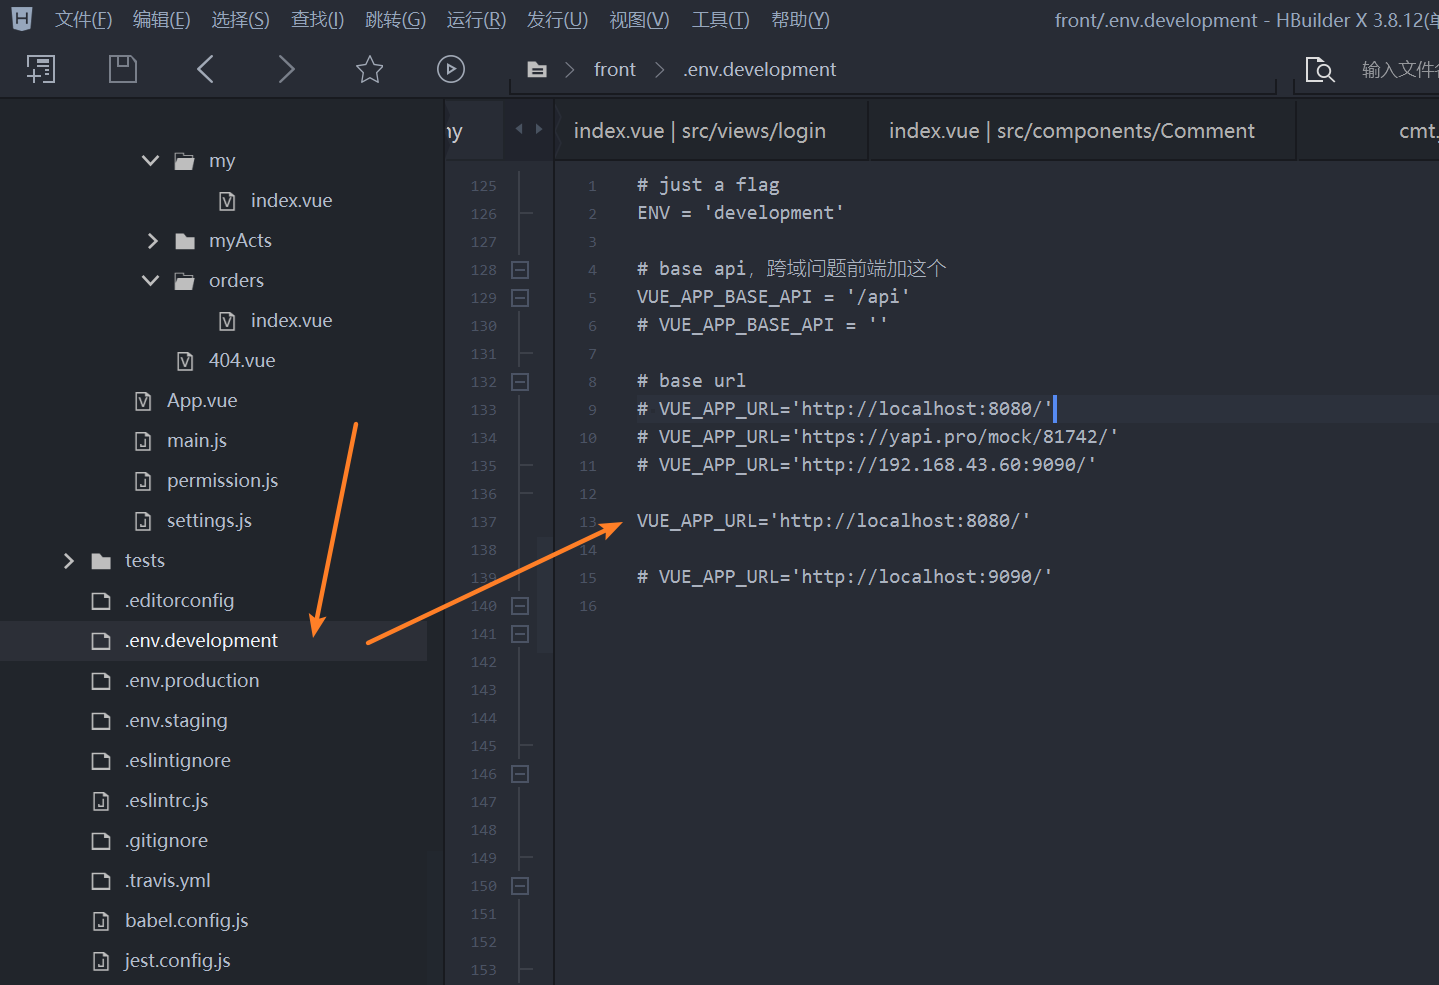 文件(F) 编辑(E) 选择(S) 查找(I) 跳转(G) 运行(R) 发行(U) 视图(V) 工具(T) 帮助(Y)
front/.env.development - HBuilder X 3.8.12(
front
.env.development
输入文件
my
index.vue
myActs
orders
index.vue
404.vue
App.vue
main.js
permission.js
settings.js
tests
.editorconfig
.env.development
.env.production
.env.staging
.eslintignore
.eslintrc.js
.gitignore
.travis.yml
babel.config.js
jest.config.js
125
126
127
128
129
130
131
132
133
134
135
136
137
138
139
140
141
142
143
144
145
146
147
148
149
150
151
152
153
index.vue | src/views/login
index.vue | src/components/Comment
cmt.
1 # just a flag
2 ENV = 'development'
3
4 # base api, 跨域问题前端加这个
5 VUE_APP_BASE_API = '/api'
6 # VUE_APP_BASE_API = ''
7
8 # base url
9 # VUE_APP_URL='http://localhost:8080/'
10 # VUE_APP_URL='https://yapi.pro/mock/81742/'
11 # VUE_APP_URL='http://192.168.43.60:9090/'
12
13 VUE_APP_URL='http://localhost:8080/'
14
15 # VUE_APP_URL='http://localhost:9090/'
16